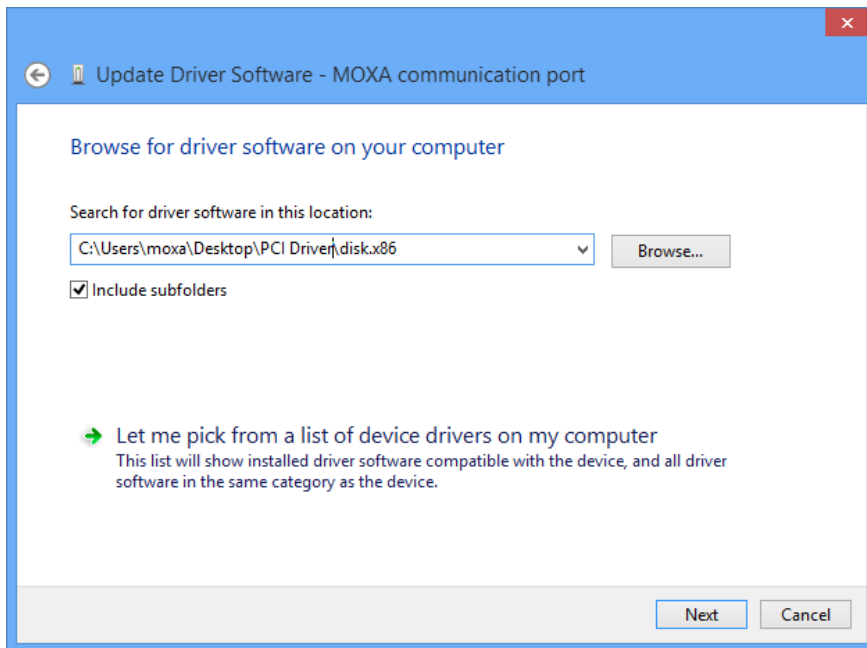 Update Driver Software - MOXA communication port
Browse for driver software on your computer
Search for driver software in this location:
C:\Users\moxa\Desktop\PCI Driver\disk.x86
Browse...
Include subfolders
Let me pick from a list of device drivers on my computer
This list will show installed driver software compatible with the device, and all driver
software in the same category as the device.
Next
Cancel